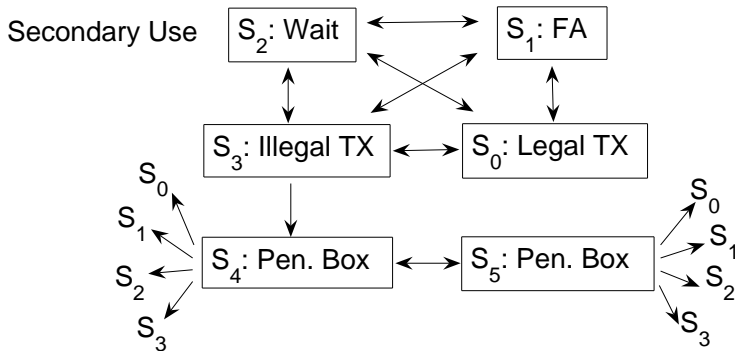 Secondary Use
S₂: Wait
S₁: FA
S₃: Illegal TX
S₀: Legal TX
S₀
S₁
S₂
S₃
S₄: Pen. Box
S₅: Pen. Box
S₀
S₁
S₂
S₃